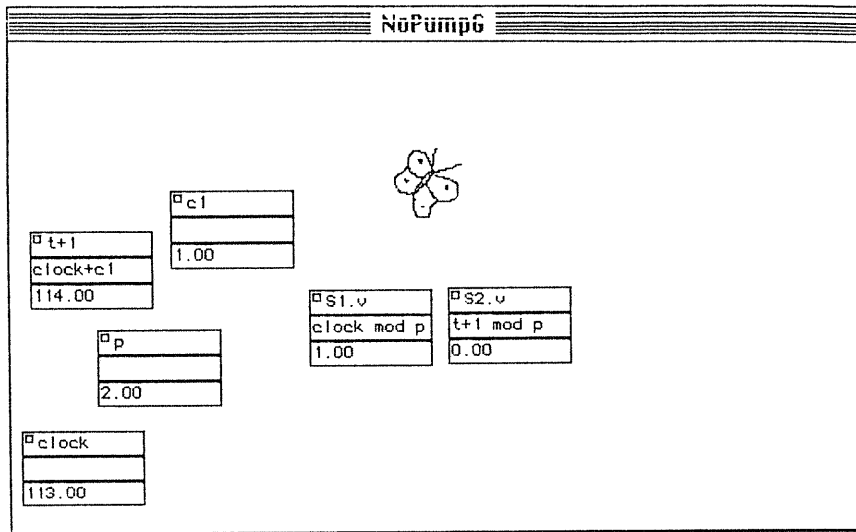 NoPumpG
c1
1.00
t+1
clock+c1
114.00
S1.v
clock mod p
1.00
S2.v
t+1 mod p
0.00
p
2.00
clock
113.00